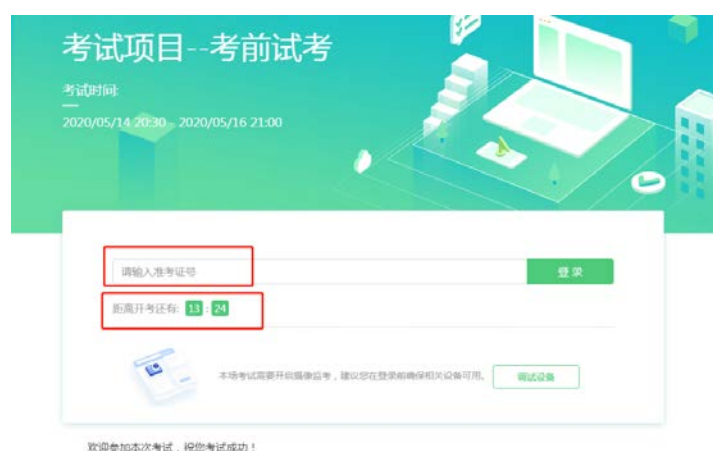 考试项目--考前试考
考试时间:
2020/05/14 20:30 - 2020/05/16 21:00
请输入准考证号
登录
距离开考还有: 13 : 24
本场考试需要开启摄像监考，建议您在登录前确保相关设备可用。
调试设备
欢迎参加本次考试，祝您考试成功！